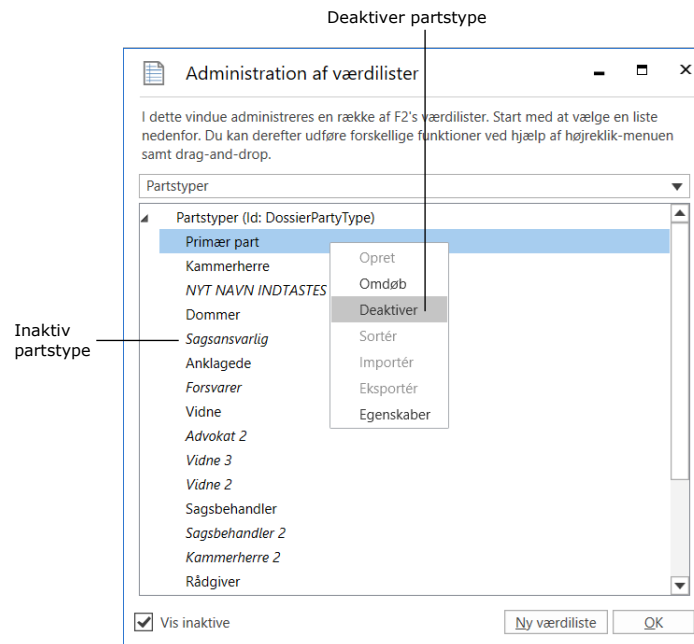 Deaktiver partstype
Administration af værdilister
I dette vindue administreres en række af F2's værdilister. Start med at vælge en liste
nedenfor. Du kan derefter udføre forskellige funktioner ved hjælp af højreklik-menuen
samt drag-and-drop.
Partstyper
Partstyper (Id: DossierPartyType)
Primær part
Kammerherre
NYT NAVN INDTASTES
Dommer
Sagsansvarlig
Anklagede
Forsvarer
Vidne
Advokat 2
Vidne 3
Vidne 2
Sagsbehandler
Sagsbehandler 2
Kammerherre 2
Rådgiver
Opret
Omdøb
Deaktiver
Sortér
Importér
Eksportér
Egenskaber
Inaktiv
partstype
Vis inaktive
Ny værdiliste
OK